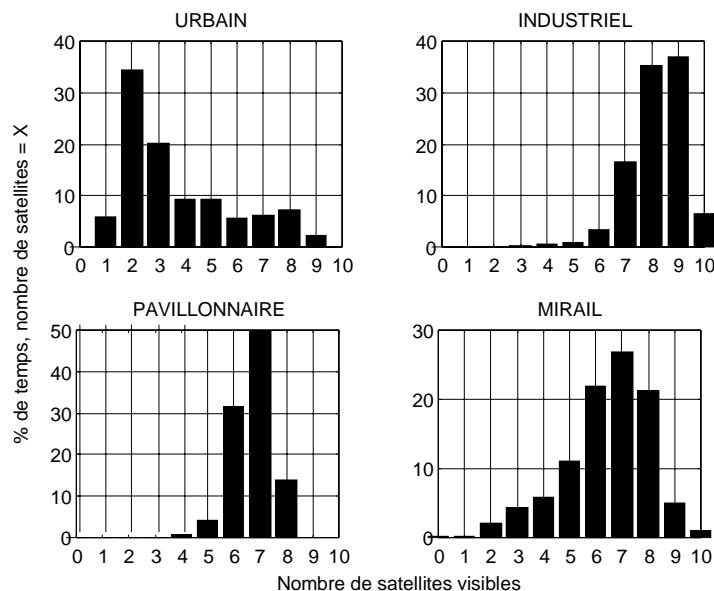 URBAIN
40
30
20
10
0
0 1 2 3 4 5 6 7 8 9 10
INDUSTRIEL
40
30
20
10
0
0 1 2 3 4 5 6 7 8 9 10
PAVILLONNAIRE
50
40
30
20
10
0
0 1 2 3 4 5 6 7 8 9 10
MIRAIL
30
20
10
0
0 1 2 3 4 5 6 7 8 9 10
% de temps, nombre de satellites = X
Nombre de satellites visibles